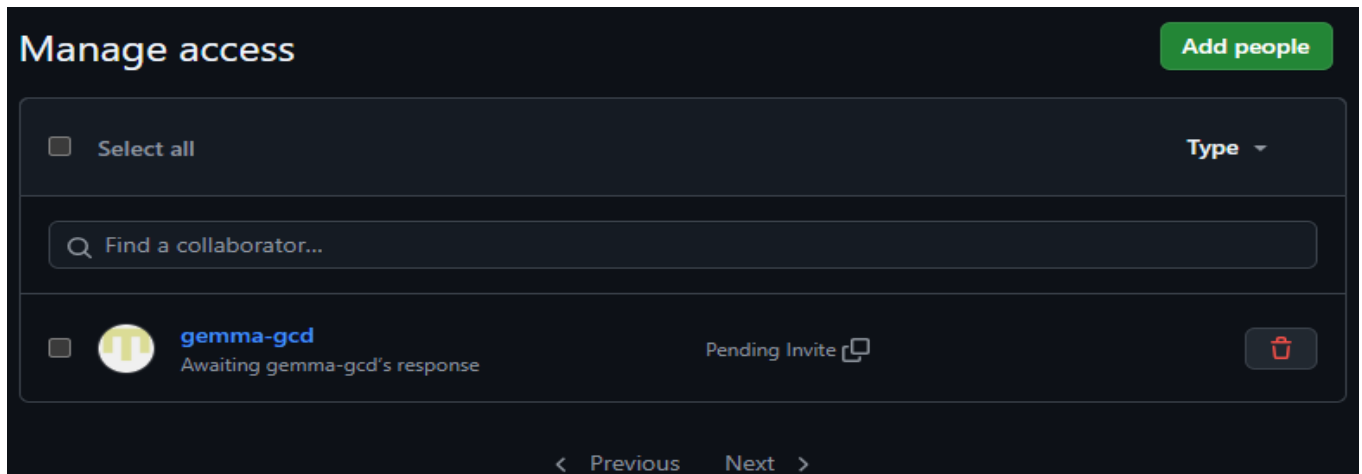 Manage access
Add people
Select all
Type
Find a collaborator...
gemma-gcd
Awaiting gemma-gcd's response
Pending Invite
Previous Next